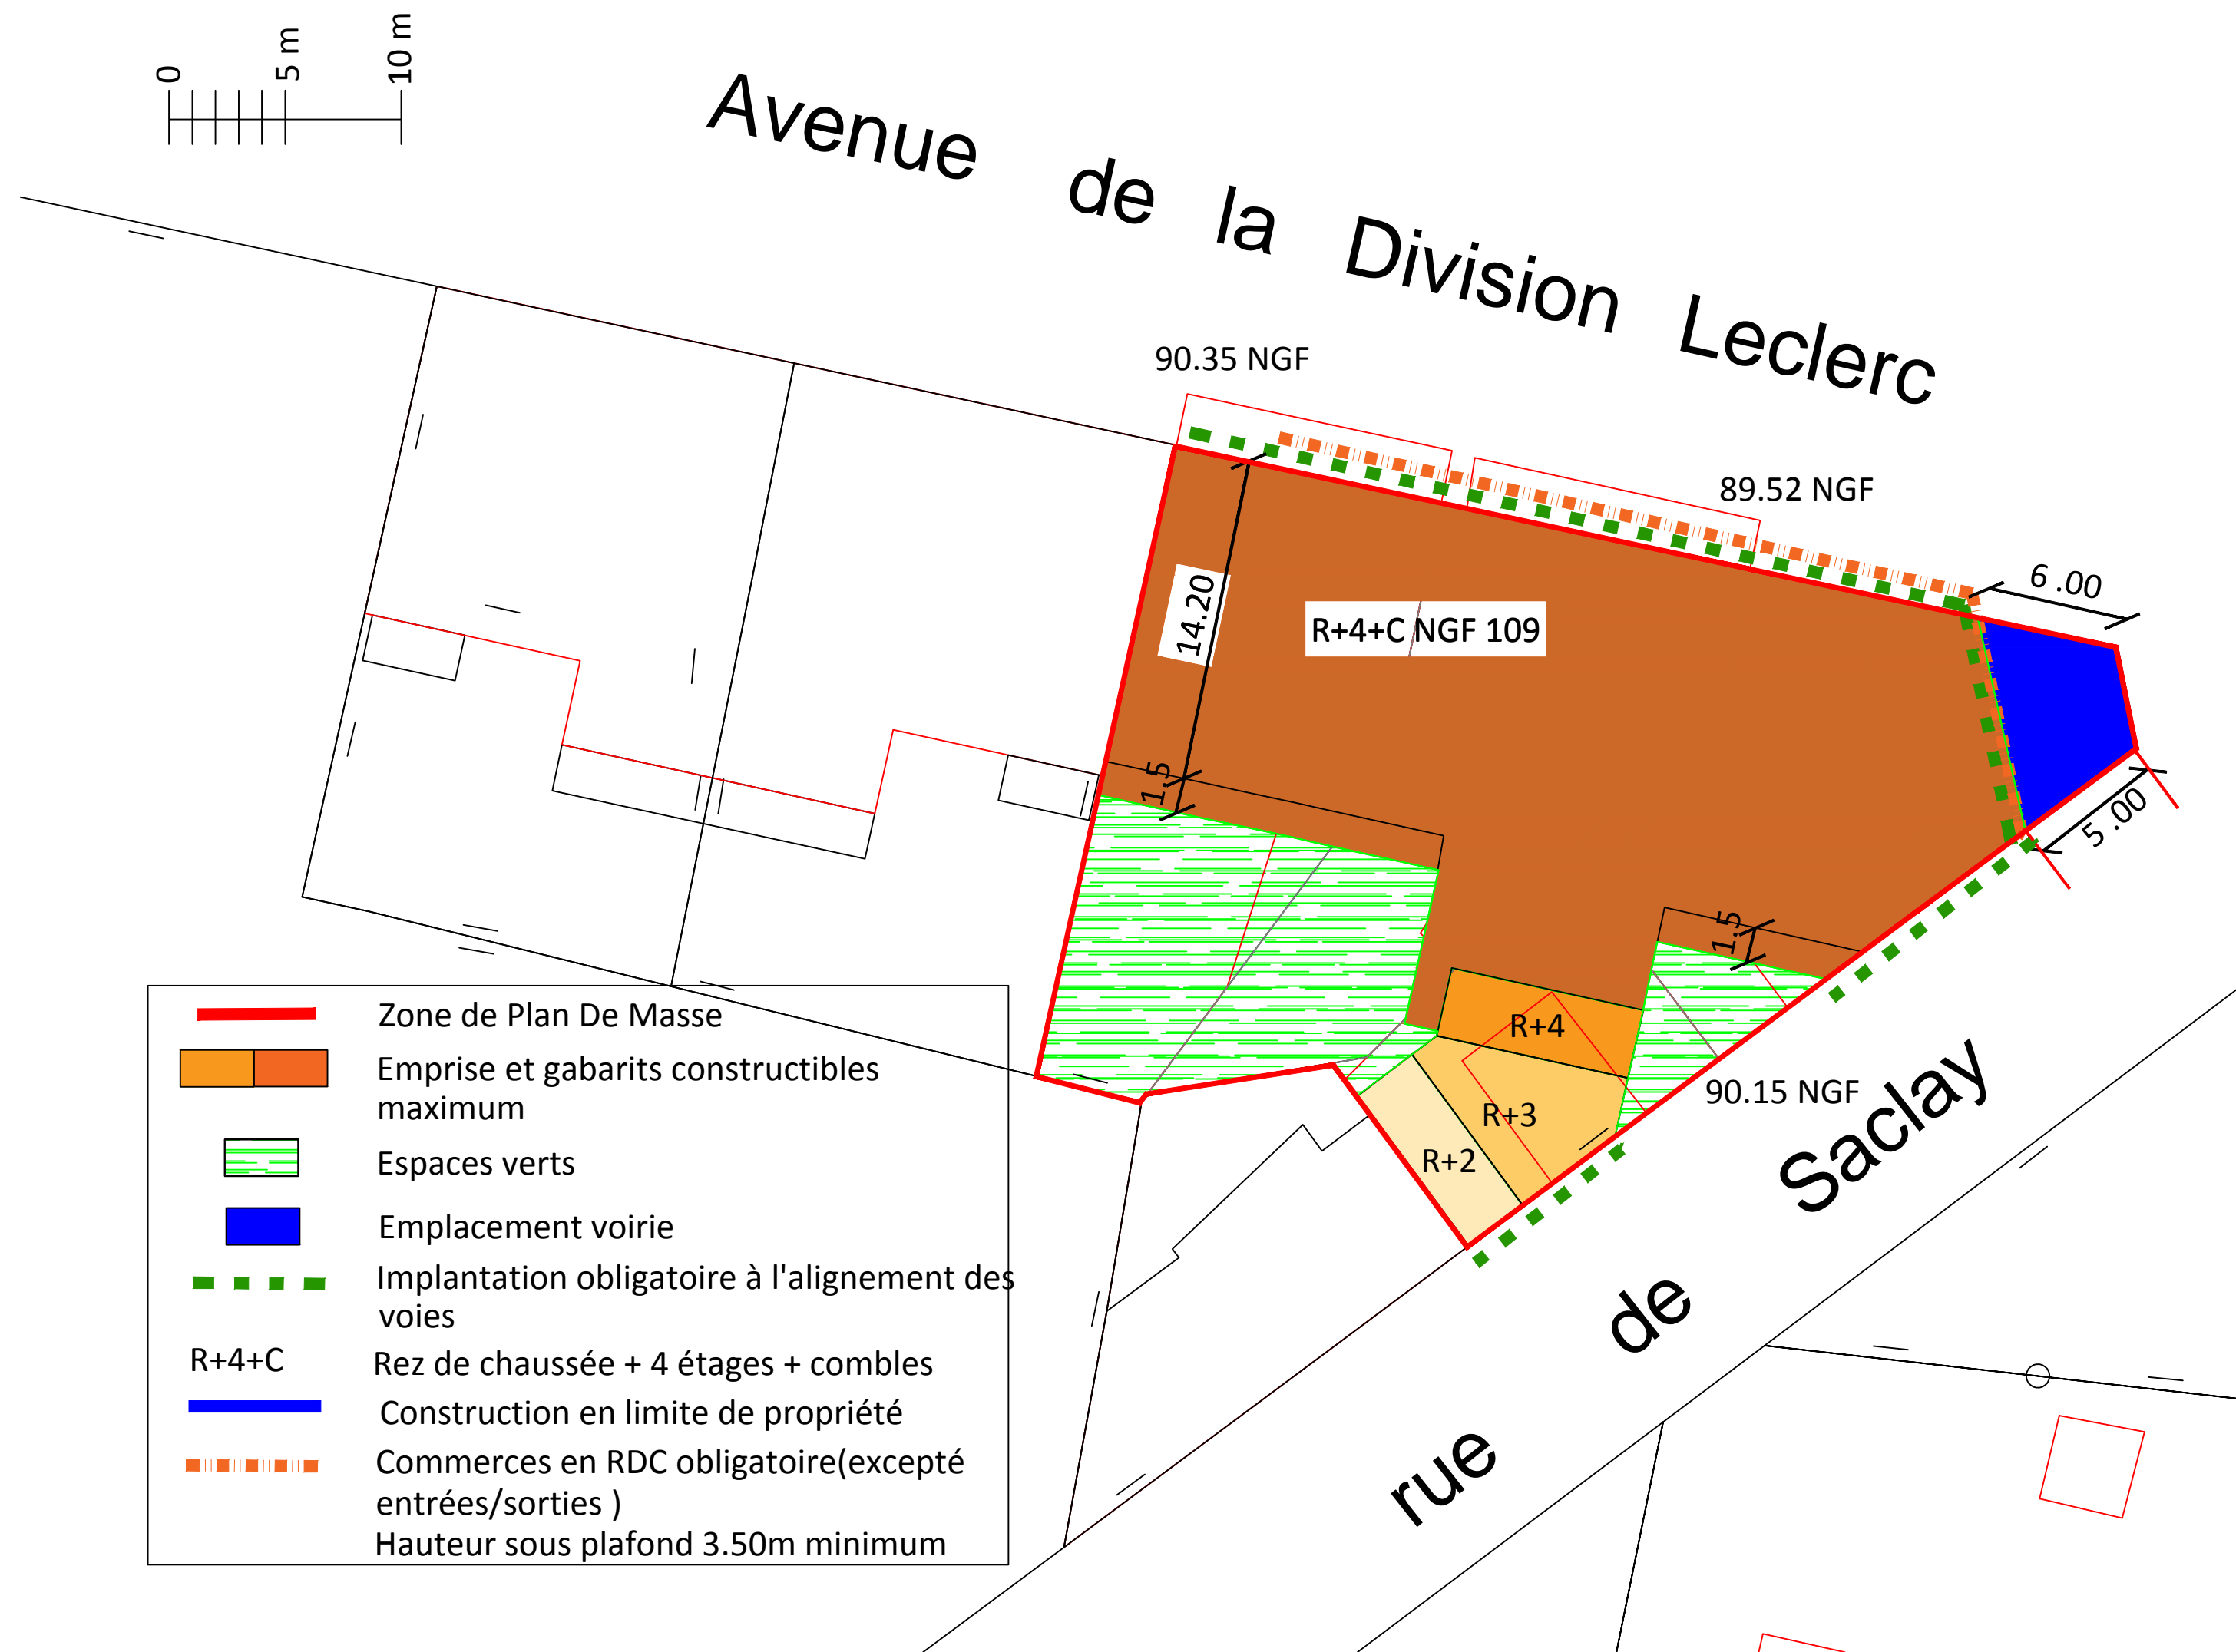 0
5 m
10 m
Avenue de la Division Leclerc
90.35 NGF
89.52 NGF
6 .00
14.20
R+4+C NGF 109
1.5
5 .00
1.5
R+4
90.15 NGF
R+3
R+2
rue de Saclay
Zone de Plan De Masse
Emprise et gabarits constructibles
maximum
Espaces verts
Emplacement voirie
Implantation obligatoire à l'alignement des
voies
R+4+C Rez de chaussée + 4 étages + combles
Construction en limite de propriété
Commerces en RDC obligatoire(excepté
entrées/sorties )
Hauteur sous plafond 3.50m minimum